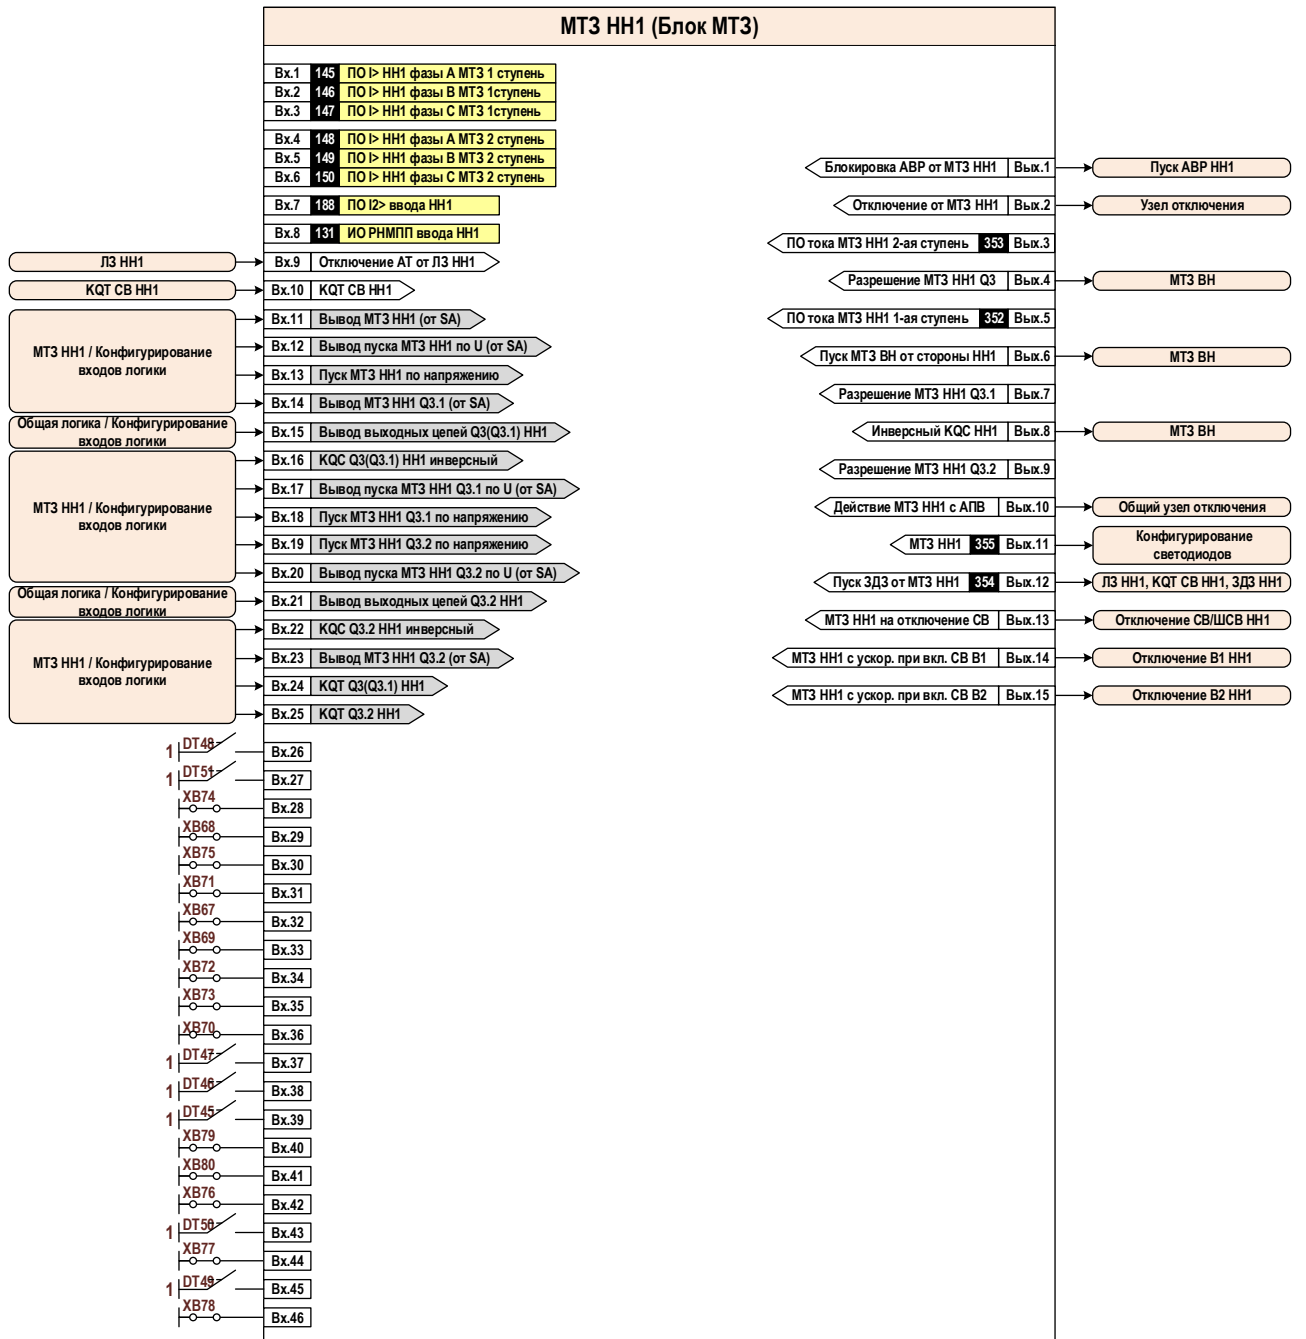 МТЗ НН1 (Блок МТЗ)
Вх.1 145 ПО I> НН1 фазы А МТЗ 1 ступень
Вх.2 146 ПО I> НН1 фазы В МТЗ 1ступень
Вх.3 147 ПО I> НН1 фазы С МТЗ 1ступень
Вх.4 148 ПО I> НН1 фазы А МТЗ 2 ступень
Вх.5 149 ПО I> НН1 фазы В МТЗ 2 ступень
Вх.6 150 ПО I> НН1 фазы С МТЗ 2 ступень
Вх.7 188 ПО I2> ввода НН1
Вх.8 131 ИО РНМПП ввода НН1
ЛЗ НН1 Вх.9 Отключение АТ от ЛЗ НН1
KQT СВ НН1 Вх.10 KQT СВ НН1
МТЗ НН1 / Конфигурирование
входов логики
Вх.11 Вывод МТЗ НН1 (от SA)
Вх.12 Вывод пуска МТЗ НН1 по U (от SA)
Вх.13 Пуск МТЗ НН1 по напряжению
Вх.14 Вывод МТЗ НН1 Q3.1 (от SA)
Общая логика / Конфигурирование
входов логики
Вх.15 Вывод выходных цепей Q3(Q3.1) НН1
МТЗ НН1 / Конфигурирование
входов логики
Вх.16 KQC Q3(Q3.1) НН1 инверсный
Вх.17 Вывод пуска МТЗ НН1 Q3.1 по U (от SA)
Вх.18 Пуск МТЗ НН1 Q3.1 по напряжению
Вх.19 Пуск МТЗ НН1 Q3.2 по напряжению
Вх.20 Вывод пуска МТЗ НН1 Q3.2 по U (от SA)
Общая логика / Конфигурирование
входов логики
Вх.21 Вывод выходных цепей Q3.2 НН1
МТЗ НН1 / Конфигурирование
входов логики
Вх.22 KQC Q3.2 НН1 инверсный
Вх.23 Вывод МТЗ НН1 Q3.2 (от SA)
Вх.24 KQT Q3(Q3.1) НН1
Вх.25 KQT Q3.2 НН1
1 DT48 Вх.26
1 DT51 Вх.27
XB74 Вх.28
XB68 Вх.29
XB75 Вх.30
XB71 Вх.31
XB67 Вх.32
XB69 Вх.33
XB72 Вх.34
XB73 Вх.35
XB70 Вх.36
1 DT47 Вх.37
1 DT46 Вх.38
1 DT45 Вх.39
XB79 Вх.40
XB80 Вх.41
XB76 Вх.42
1 DT50 Вх.43
XB77 Вх.44
1 DT49 Вх.45
XB78 Вх.46
Блокировка АВР от МТЗ НН1 Вых.1 Пуск АВР НН1
Отключение от МТЗ НН1 Вых.2 Узел отключения
ПО тока МТЗ НН1 2-ая ступень 353 Вых.3
Разрешение МТЗ НН1 Q3 Вых.4 МТЗ ВН
ПО тока МТЗ НН1 1-ая ступень 352 Вых.5
Пуск МТЗ ВН от стороны НН1 Вых.6 МТЗ ВН
Разрешение МТЗ НН1 Q3.1 Вых.7
Инверсный KQC НН1 Вых.8 МТЗ ВН
Разрешение МТЗ НН1 Q3.2 Вых.9
Действие МТЗ НН1 с АПВ Вых.10 Общий узел отключения
МТЗ НН1 355 Вых.11 Конфигурирование
светодиодов
Пуск ЗДЗ от МТЗ НН1 354 Вых.12 ЛЗ НН1, KQT СВ НН1, ЗДЗ НН1
МТЗ НН1 на отключение СВ Вых.13 Отключение СВ/ШСВ НН1
МТЗ НН1 с ускор. при вкл. СВ В1 Вых.14 Отключение В1 НН1
МТЗ НН1 с ускор. при вкл. СВ В2 Вых.15 Отключение В2 НН1